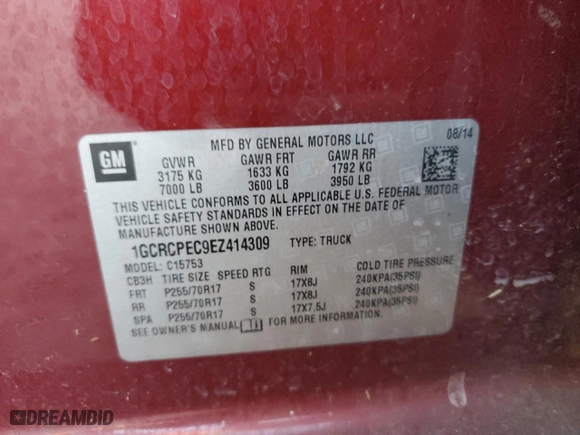 MFD BY GENERAL MOTORS LLC 08/14
GM
GVWR GAWR FRT GAWR RR
3175 KG 1633 KG 1792 KG
7000 LB 3600 LB 3950 LB
THIS VEHICLE CONFORMS TO ALL APPLICABLE U.S. FEDERAL MOTOR
VEHICLE SAFETY STANDARDS IN EFFECT ON THE DATE OF
MANUFACTURE SHOWN ABOVE.
1GCRCPEC9EZ414309 TYPE: TRUCK
MODEL: C15753
CB3H TIRE SIZE SPEED RTG RIM COLD TIRE PRESSURE
FRT P255/70R17 S 17X8J 240KPA(35PSI)
RR P255/70R17 S 17X8J 240KPA(35PSI)
SPA P255/70R17 S 17X7.5J 240KPA(35PSI)
SEE OWNER'S MANUAL FOR MORE INFORMATION.
DREAMBID